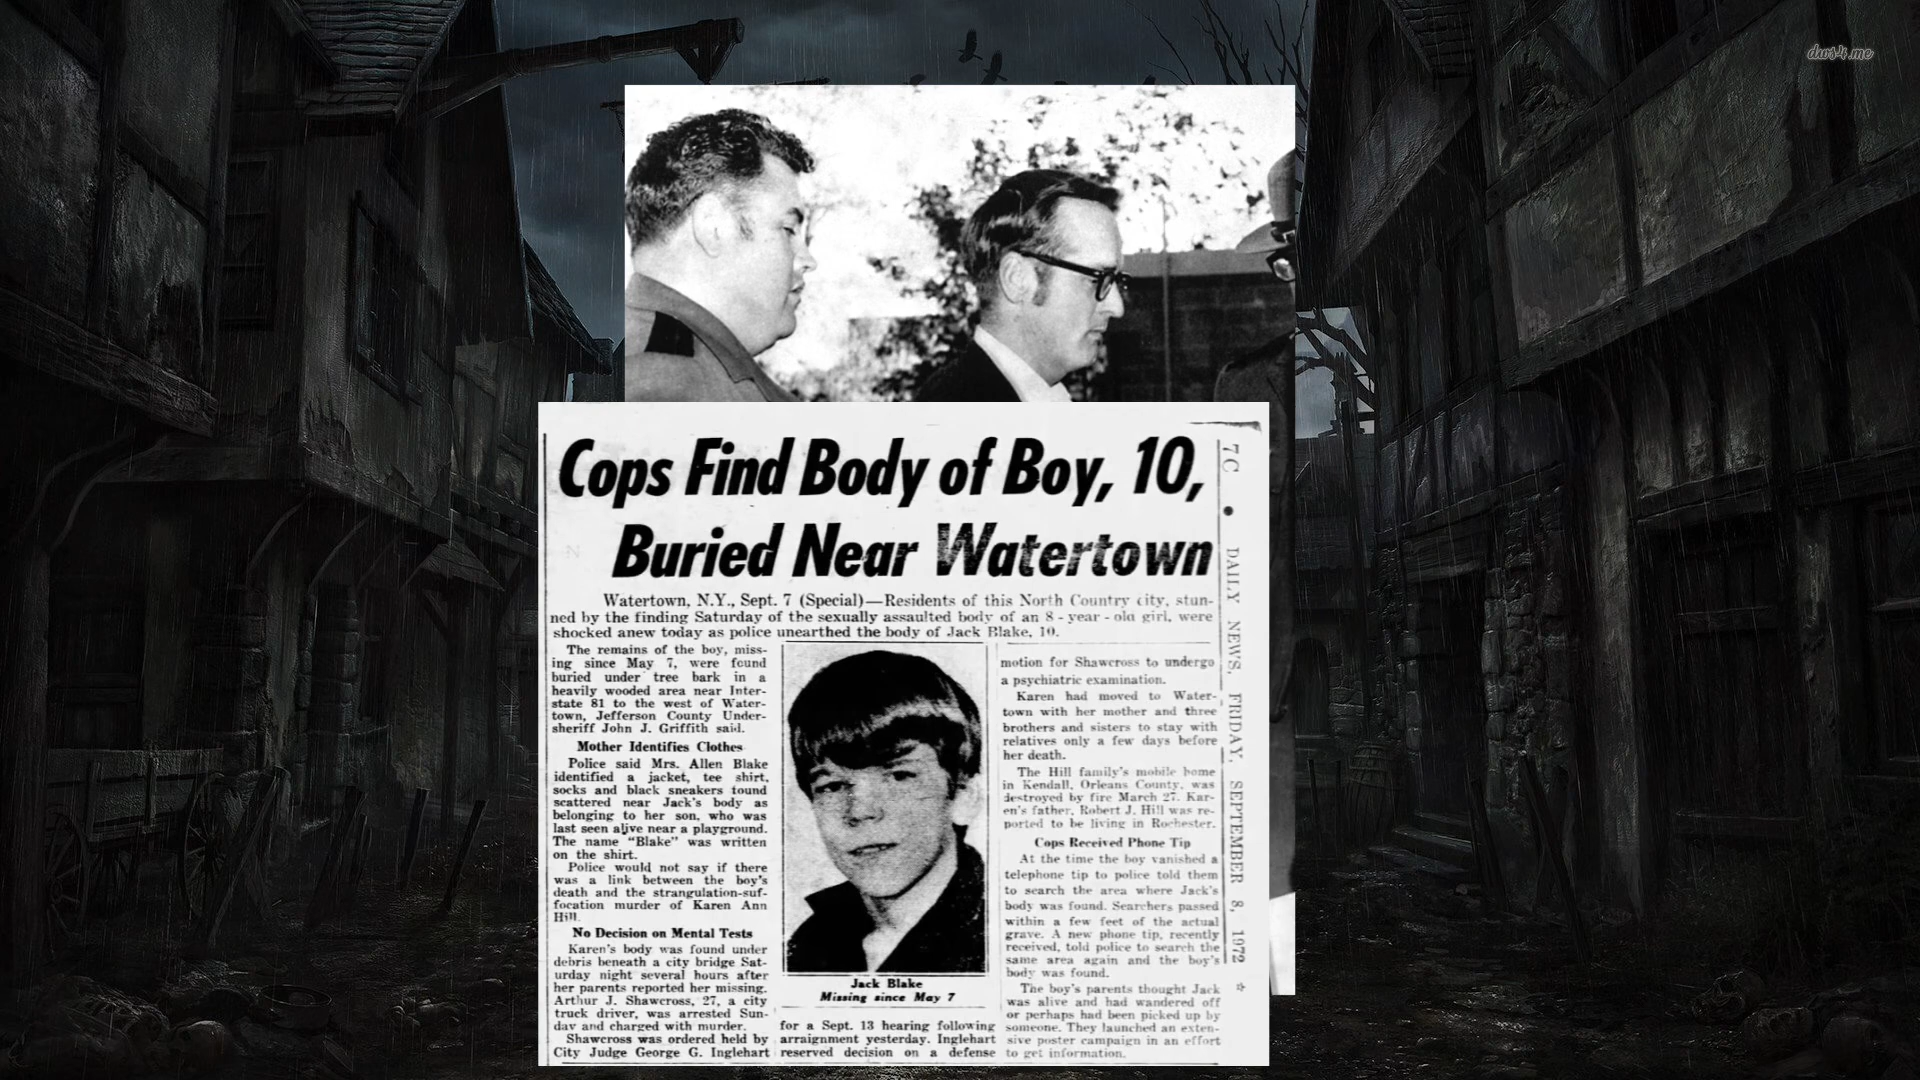 dws4.me
Cops Find Body of Boy, 10,
Buried Near Watertown
Watertown, N.Y., Sept. 7 (Special)—Residents of this North Country city, stun-
ned by the finding Saturday of the sexually assaulted body of an 8 - year - old girl, were
shocked anew today as police unearthed the body of Jack Blake, 10.
The remains of the boy, miss-
ing since May 7, were found
buried under tree bark in a
heavily wooded area near Inter-
state 81 to the west of Water-
town, Jefferson County Under-
sheriff John J. Griffith said.
Mother Identifies Clothes
Police said Mrs. Allen Blake
identified a jacket, tee shirt,
socks and black sneakers found
scattered near Jack's body as
belonging to her son, who was
last seen alive near a playground.
The name "Blake" was written
on the shirt.
Police would not say if there
was a link between the boy's
death and the strangulation-suf-
focation murder of Karen Ann
Hill.
No Decision on Mental Tests
Karen's body was found under
debris beneath a city bridge Sat-
urday night several hours after
her parents reported her missing.
Arthur J. Shawcross, 27, a city
truck driver, was arrested Sun-
day and charged with murder.
Shawcross was ordered held by
City Judge George G. Inglehart
Jack Blake
Missing since May 7
for a Sept. 13 hearing following
arraignment yesterday. Inglehart
reserved decision on a defense
motion for Shawcross to undergo
a psychiatric examination.
Karen had moved to Water-
town with her mother and three
brothers and sisters to stay with
relatives only a few days before
her death.
The Hill family's mobile home
in Kendall, Orleans County, was
destroyed by fire March 27. Kar-
en's father, Robert J. Hill was re-
ported to be living in Rochester.
Cops Received Phone Tip
At the time the boy vanished a
telephone tip to police told them
to search the area where Jack's
body was found. Searchers passed
within a few feet of the actual
grave. A new phone tip, recently
received, told police to search the
same area again and the boy's
body was found.
The boy's parents thought Jack
was alive and had wandered off
or perhaps had been picked up by
someone. They launched an exten-
sive poster campaign in an effort
to get information.
7C • DAILY NEWS, FRIDAY, SEPTEMBER 8, 1972